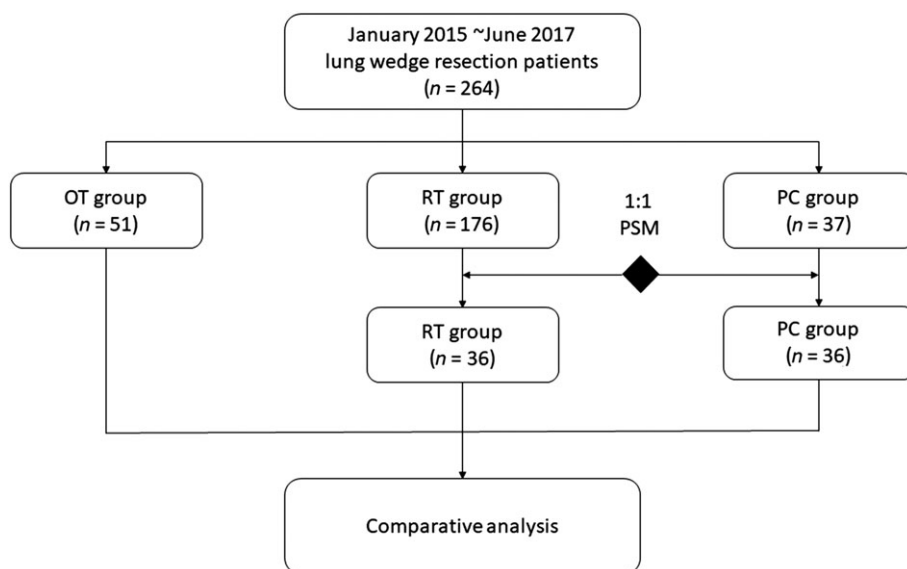 January 2015 ~June 2017
lung wedge resection patients
(n = 264)
OT group
(n = 51)
RT group
(n = 176)
1:1
PSM
PC group
(n = 37)
RT group
(n = 36)
PC group
(n = 36)
Comparative analysis